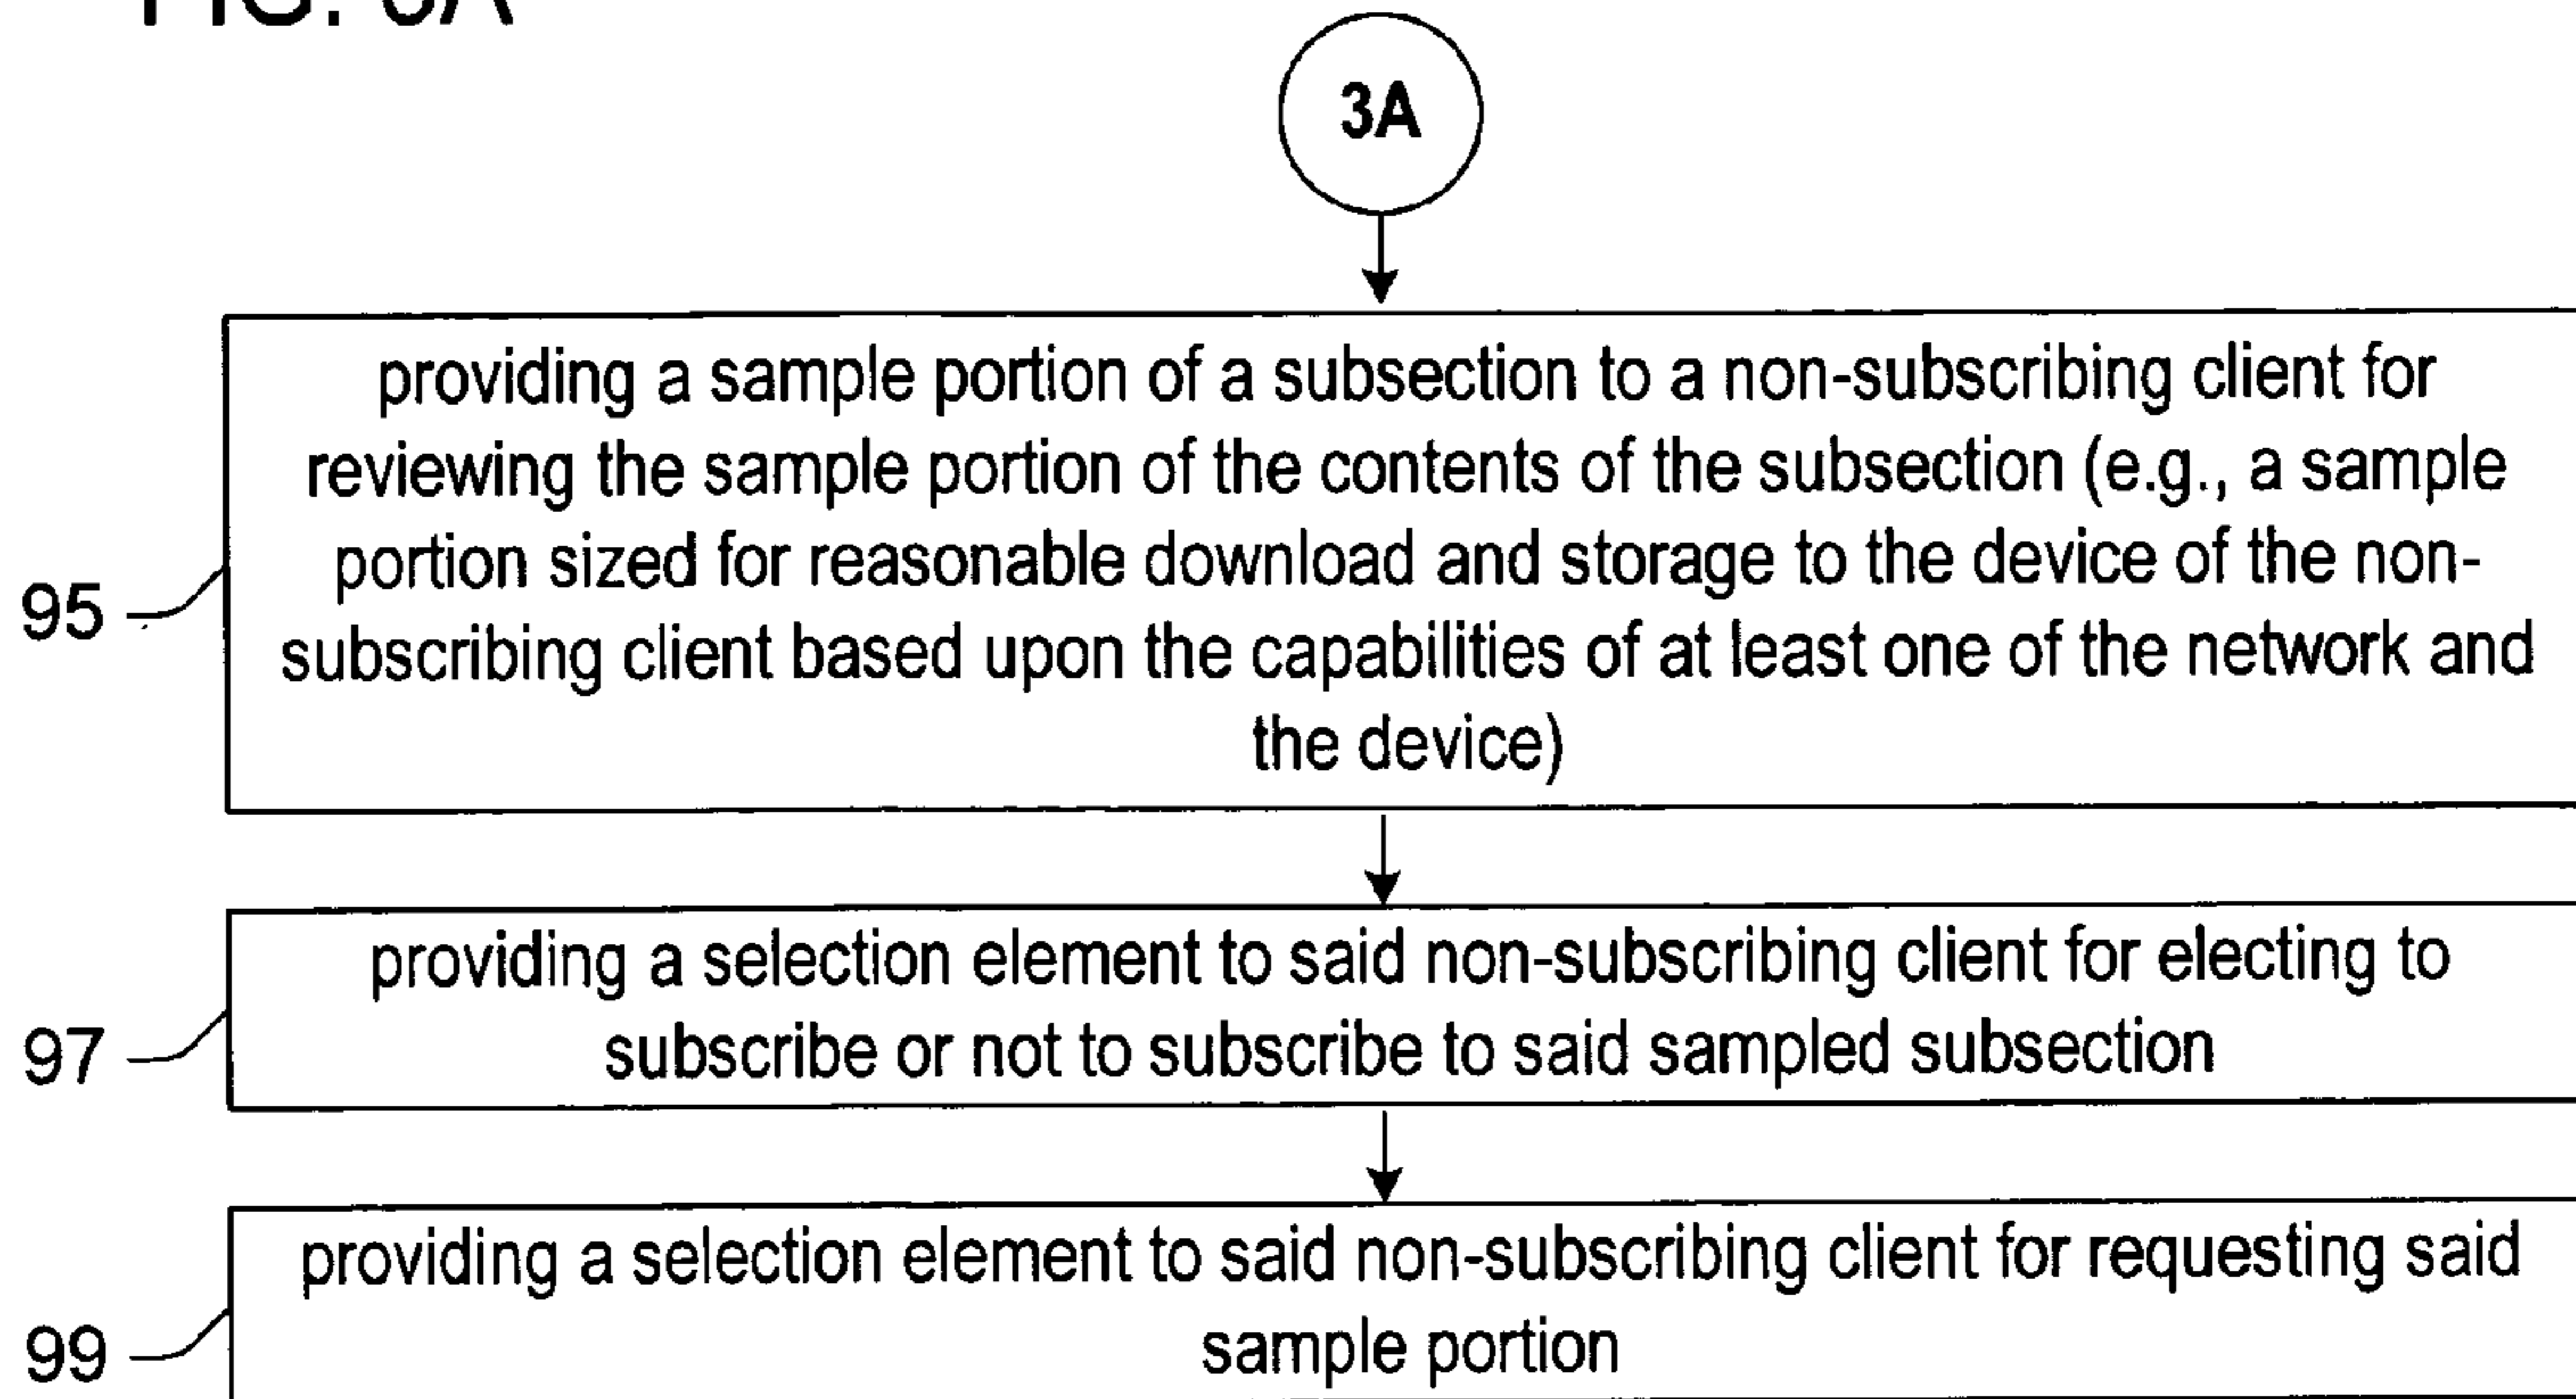 FIG. 3A
3A
providing a sample portion of a subsection to a non-subscribing client for
reviewing the sample portion of the contents of the subsection (e.g., a sample
portion sized for reasonable download and storage to the device of the non-
subscribing client based upon the capabilities of at least one of the network and
the device)
95
providing a selection element to said non-subscribing client for electing to
subscribe or not to subscribe to said sampled subsection
97
providing a selection element to said non-subscribing client for requesting said
sample portion
99